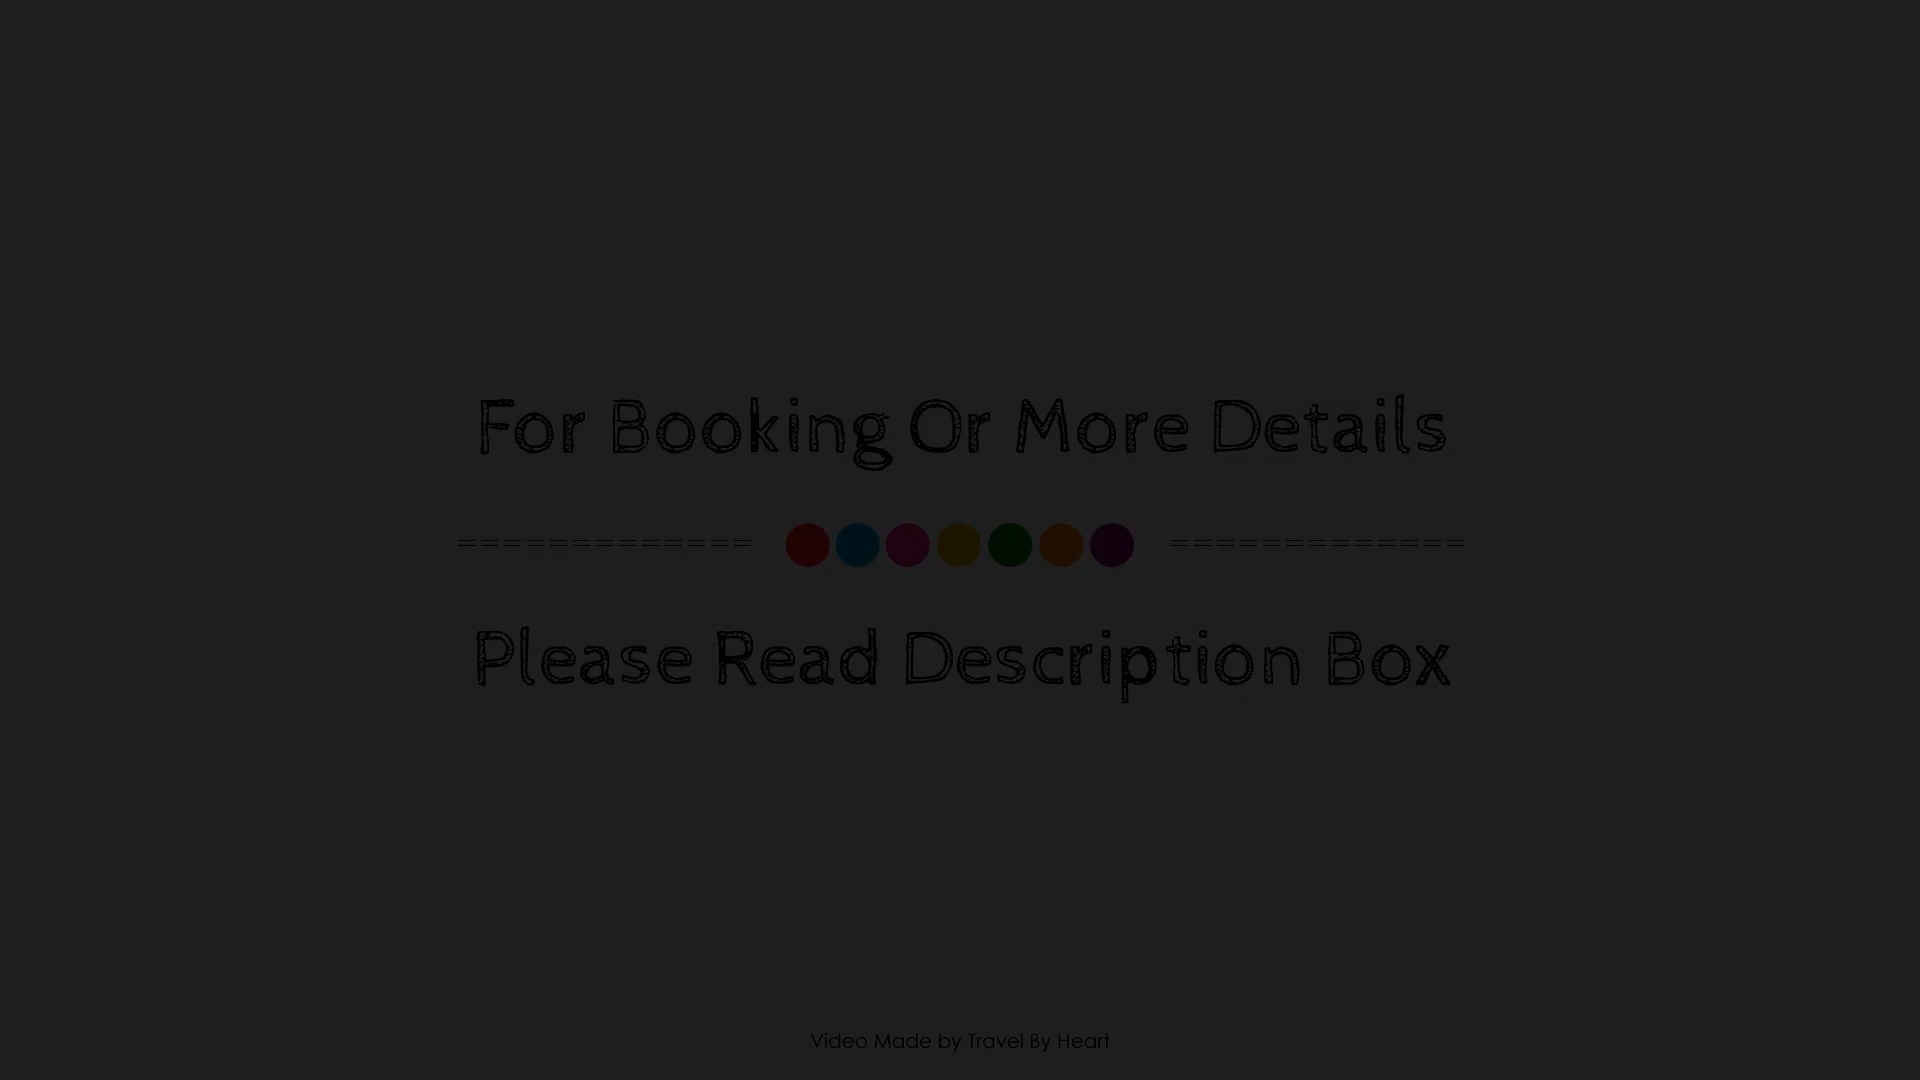 For Booking Or More Details
============= =============
Please Read Description Box
Video Made by Travel By Heart